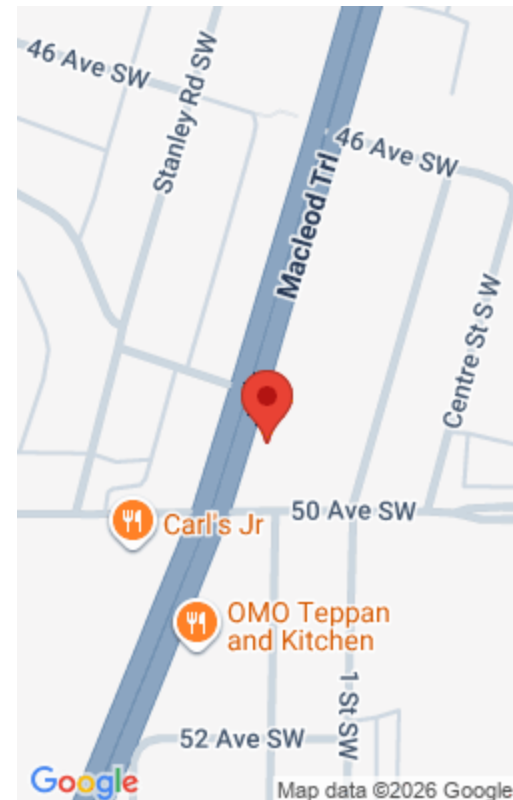 46 Ave SW
Stanley Rd SW
46 Ave SW
Macleod Trl
Centre St S W
50 Ave SW
Carl's Jr
OMO Teppan
and Kitchen
1 St SW
52 Ave SW
Google
Map data ©2026 Google